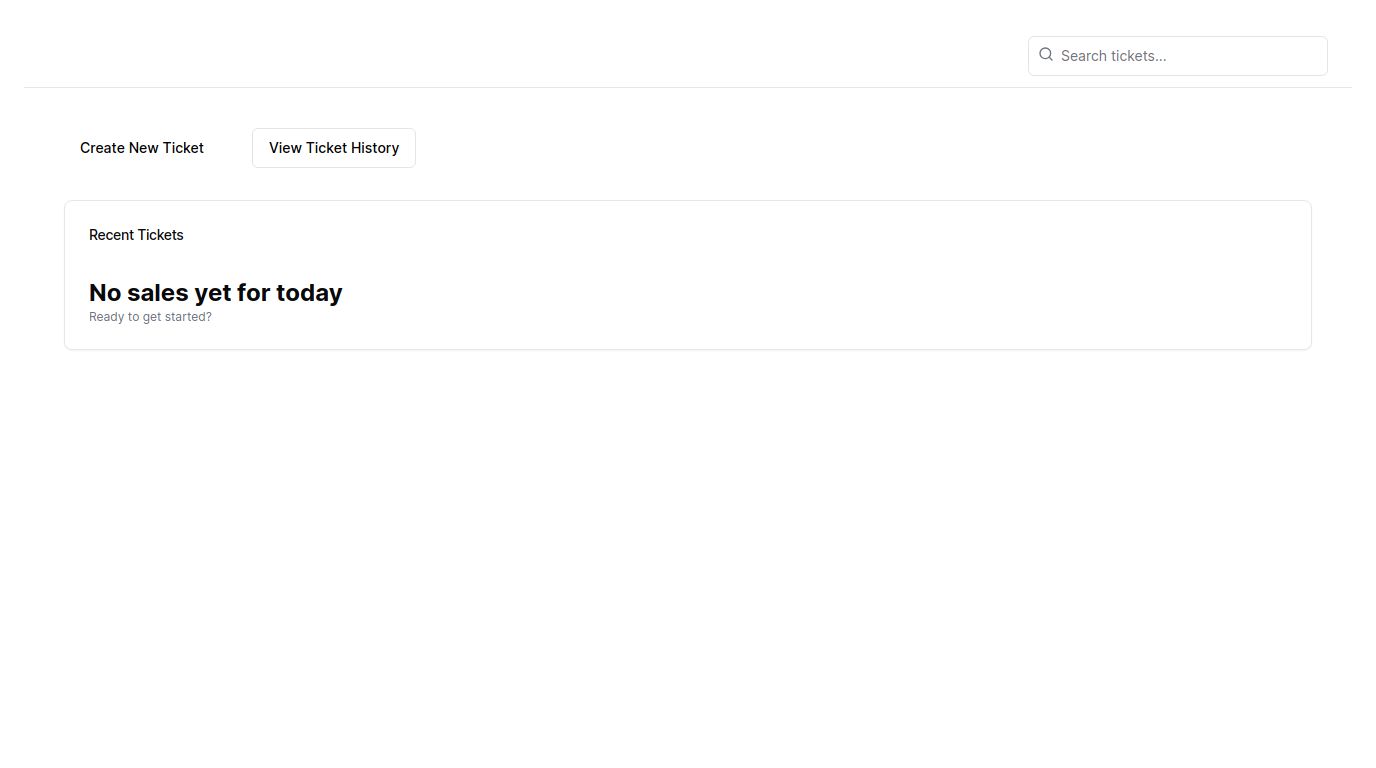 Search tickets...
Create New Ticket
View Ticket History
Recent Tickets
No sales yet for today
Ready to get started?